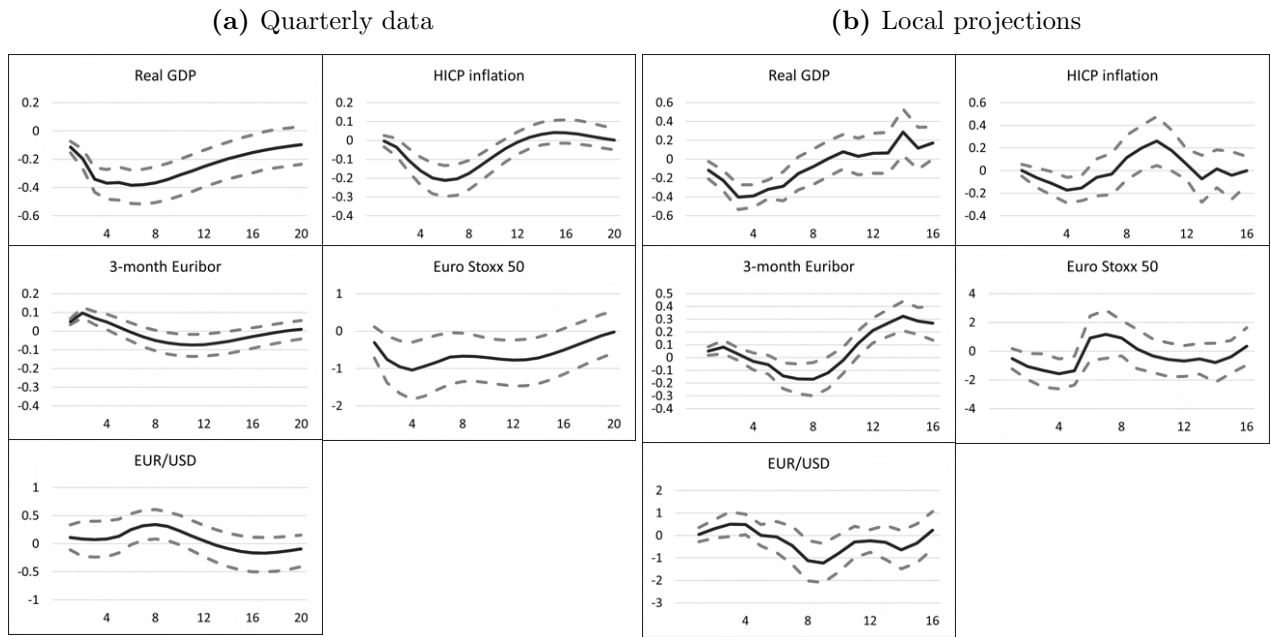 (a) Quarterly data
Real GDP
0.2
0
-0.2
-0.4
-0.6
4 8 12 16 20
HICP inflation
0.2
0.1
0
-0.1
-0.2
-0.3
-0.4
4 8 12 16 20
3-month Euribor
0.2
0.1
0
-0.1
-0.2
-0.3
-0.4
4 8 12 16 20
Euro Stoxx 50
1
0
-1
-2
4 8 12 16 20
EUR/USD
1
0.5
0
-0.5
-1
4 8 12 16 20
(b) Local projections
Real GDP
0.6
0.4
0.2
0
-0.2
-0.4
-0.6
4 8 12 16
HICP inflation
0.6
0.4
0.2
0
-0.2
-0.4
4 8 12 16
3-month Euribor
0.5
0.4
0.3
0.2
0.1
0
-0.1
-0.2
-0.3
-0.4
4 8 12 16
Euro Stoxx 50
4
2
0
-2
-4
4 8 12 16
EUR/USD
2
1
0
-1
-2
-3
4 8 12 16